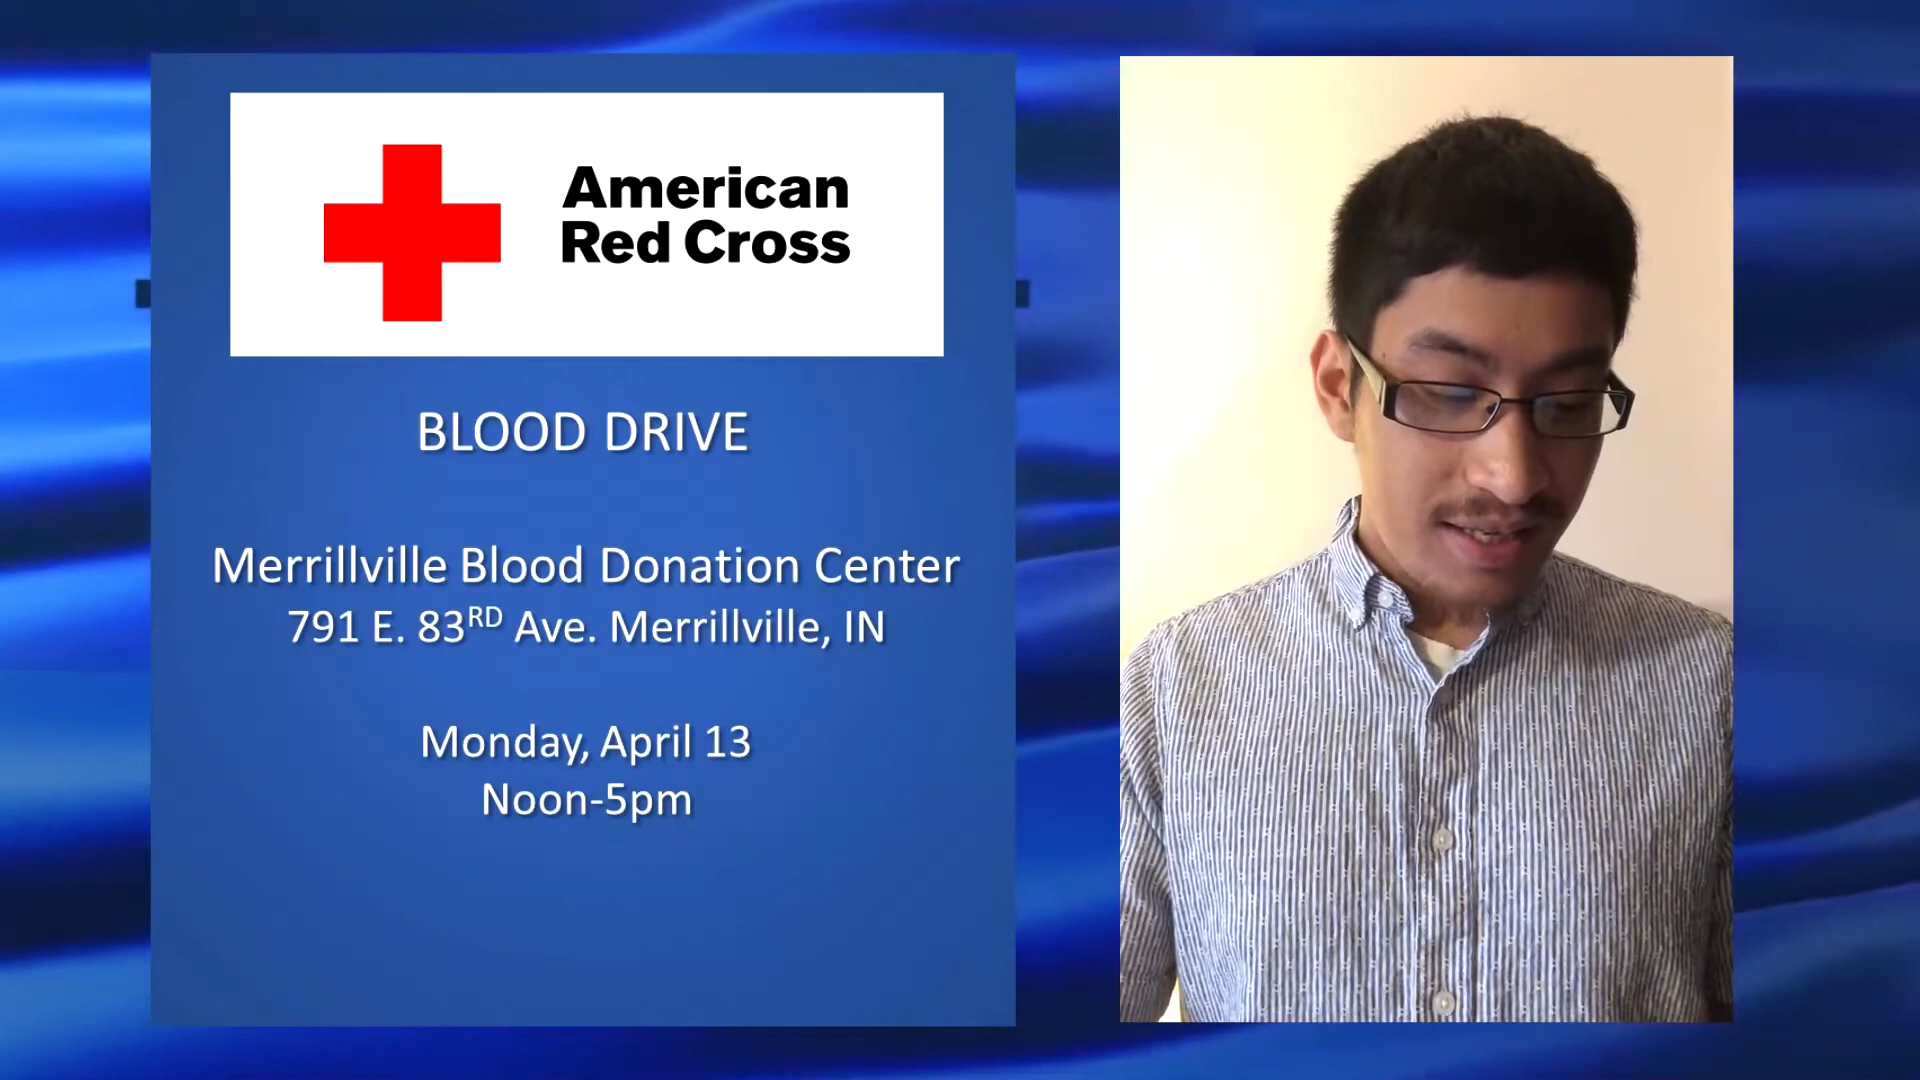 American
Red Cross
BLOOD DRIVE
Merrillville Blood Donation Center
791 E. 83RD Ave. Merrillville, IN
Monday, April 13
Noon-5pm